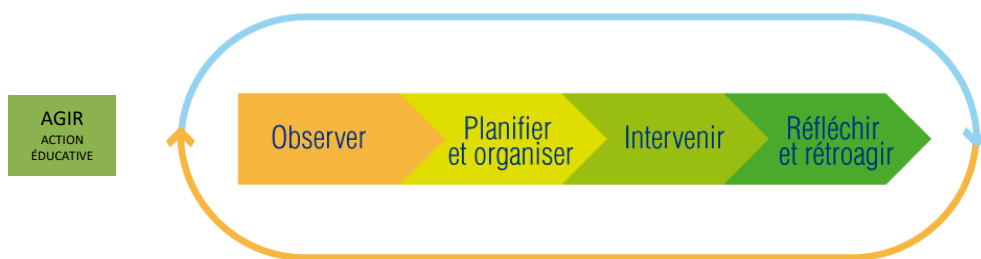 AGIR
ACTION
ÉDUCATIVE
Observer
Planifier
et organiser
Intervenir
Réfléchir
et rétroagir